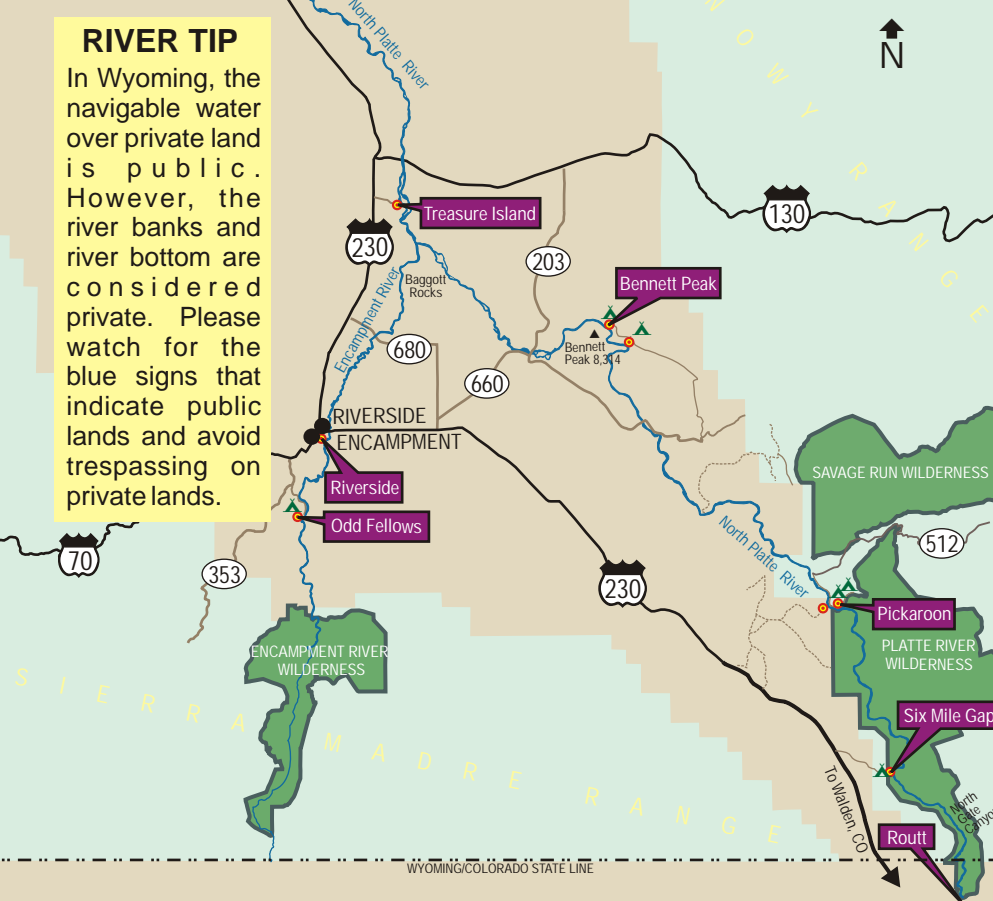 RIVER TIP
In Wyoming, the
navigable water
over private land
is public.
However, the
river banks and
river bottom are
considered
private. Please
watch for the
blue signs that
indicate public
lands and avoid
trespassing on
private lands.
North Platte River
SNOWY RANGE
N
130
Treasure Island
230
203
Baggott
Rocks
Encampment River
Bennett Peak
Bennett
Peak 8,314
680
660
RIVERSIDE
ENCAMPMENT
Riverside
Odd Fellows
SAVAGE RUN WILDERNESS
512
North Platte River
70
353
230
Pickaroon
PLATTE RIVER
WILDERNESS
ENCAMPMENT RIVER
WILDERNESS
SIERRA MADRE RANGE
Six Mile Gap
To Walden, CO
North
Gate
Canyon
Routt
WYOMING/COLORADO STATE LINE